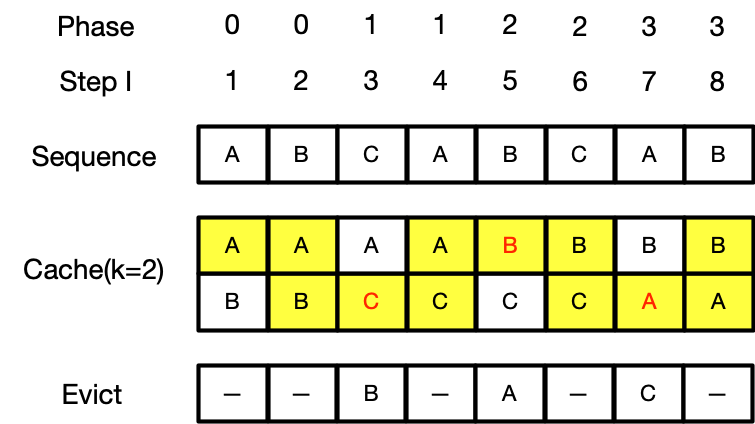 Phase 0 0 1 1 2 2 3 3
Step I 1 2 3 4 5 6 7 8
Sequence A B C A B C A B
A A A A B B B B
Cache(k=2)
B B C C C C A A
Evict — — B — A — C —